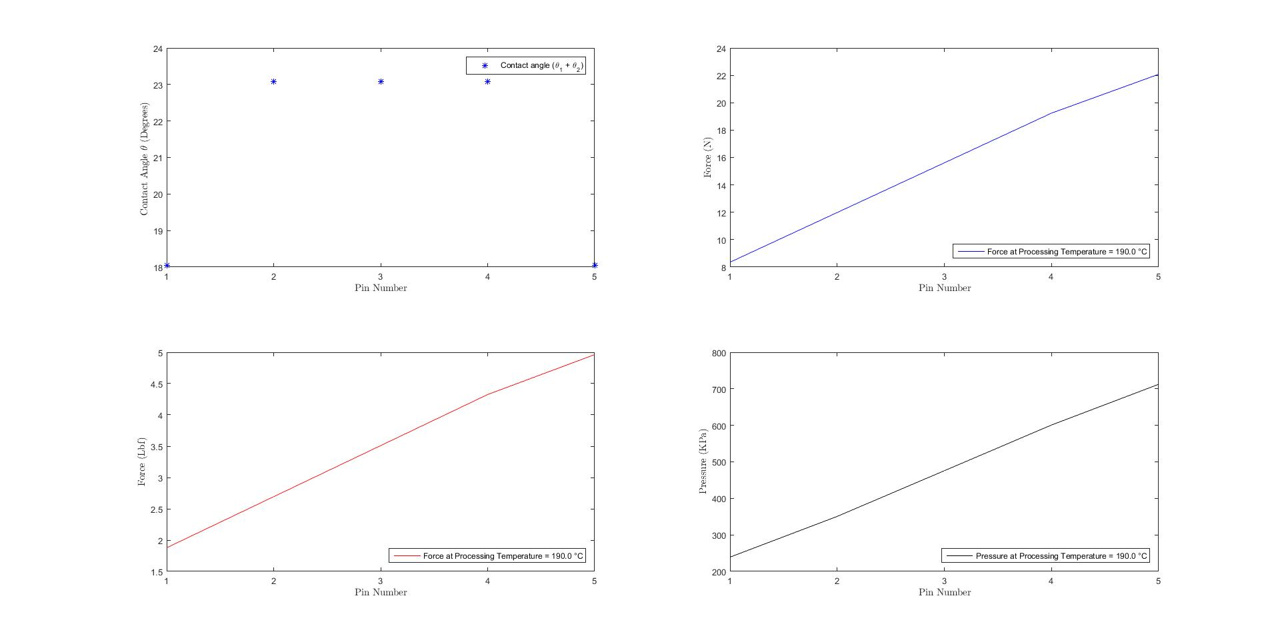 24
23
22
21
20
19
18
Contact Angle θ (Degrees)
Contact angle (θ1 + θ2)
1 2 3 4 5
Pin Number
24
22
20
18
16
14
12
10
8
Force (N)
Force at Processing Temperature = 190.0 °C
1 2 3 4 5
Pin Number
5
4.5
4
3.5
3
2.5
2
1.5
Force (Lbf)
Force at Processing Temperature = 190.0 °C
1 2 3 4 5
Pin Number
800
700
600
500
400
300
200
Pressure (KPa)
Pressure at Processing Temperature = 190.0 °C
1 2 3 4 5
Pin Number